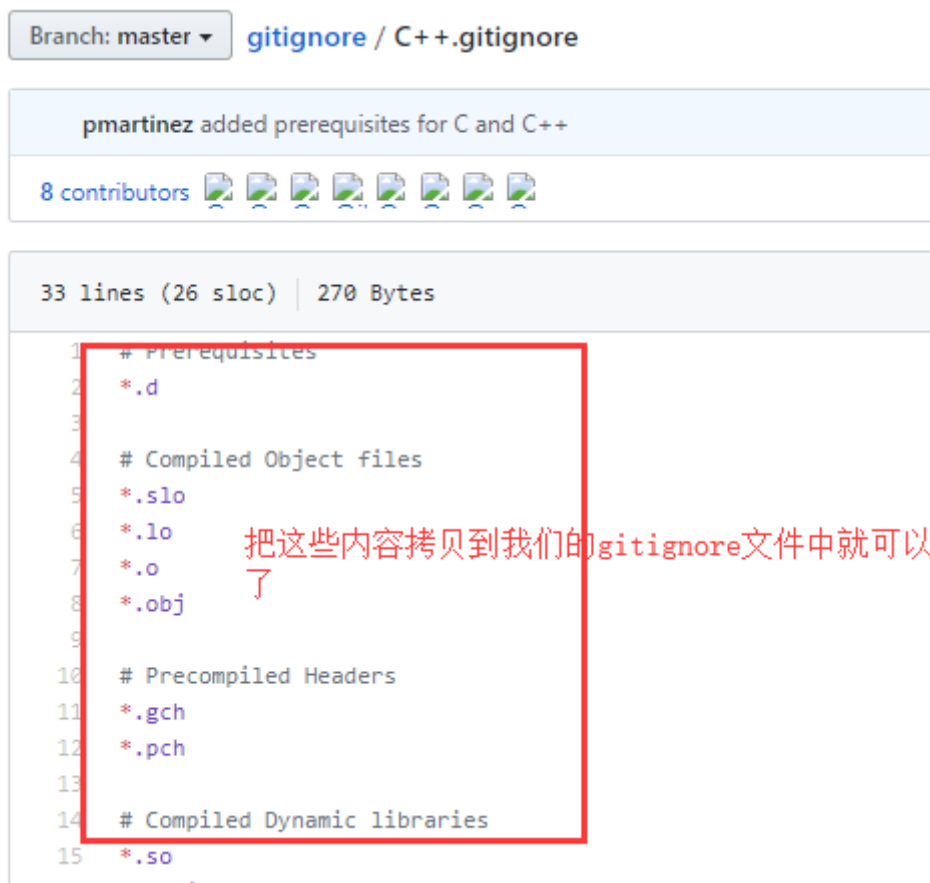 Branch: master
gitignore / C++.gitignore
pmartinez added prerequisites for C and C++
8 contributors
33 lines (26 sloc) 270 Bytes
1 # Prerequisites
2 *.d
3
4 # Compiled Object files
5 *.slo
6 *.lo
把这些内容拷贝到我们的gitignore文件中就可以
7 *.o
了
8 *.obj
9
10 # Precompiled Headers
11 *.gch
12 *.pch
13
14 # Compiled Dynamic libraries
15 *.so